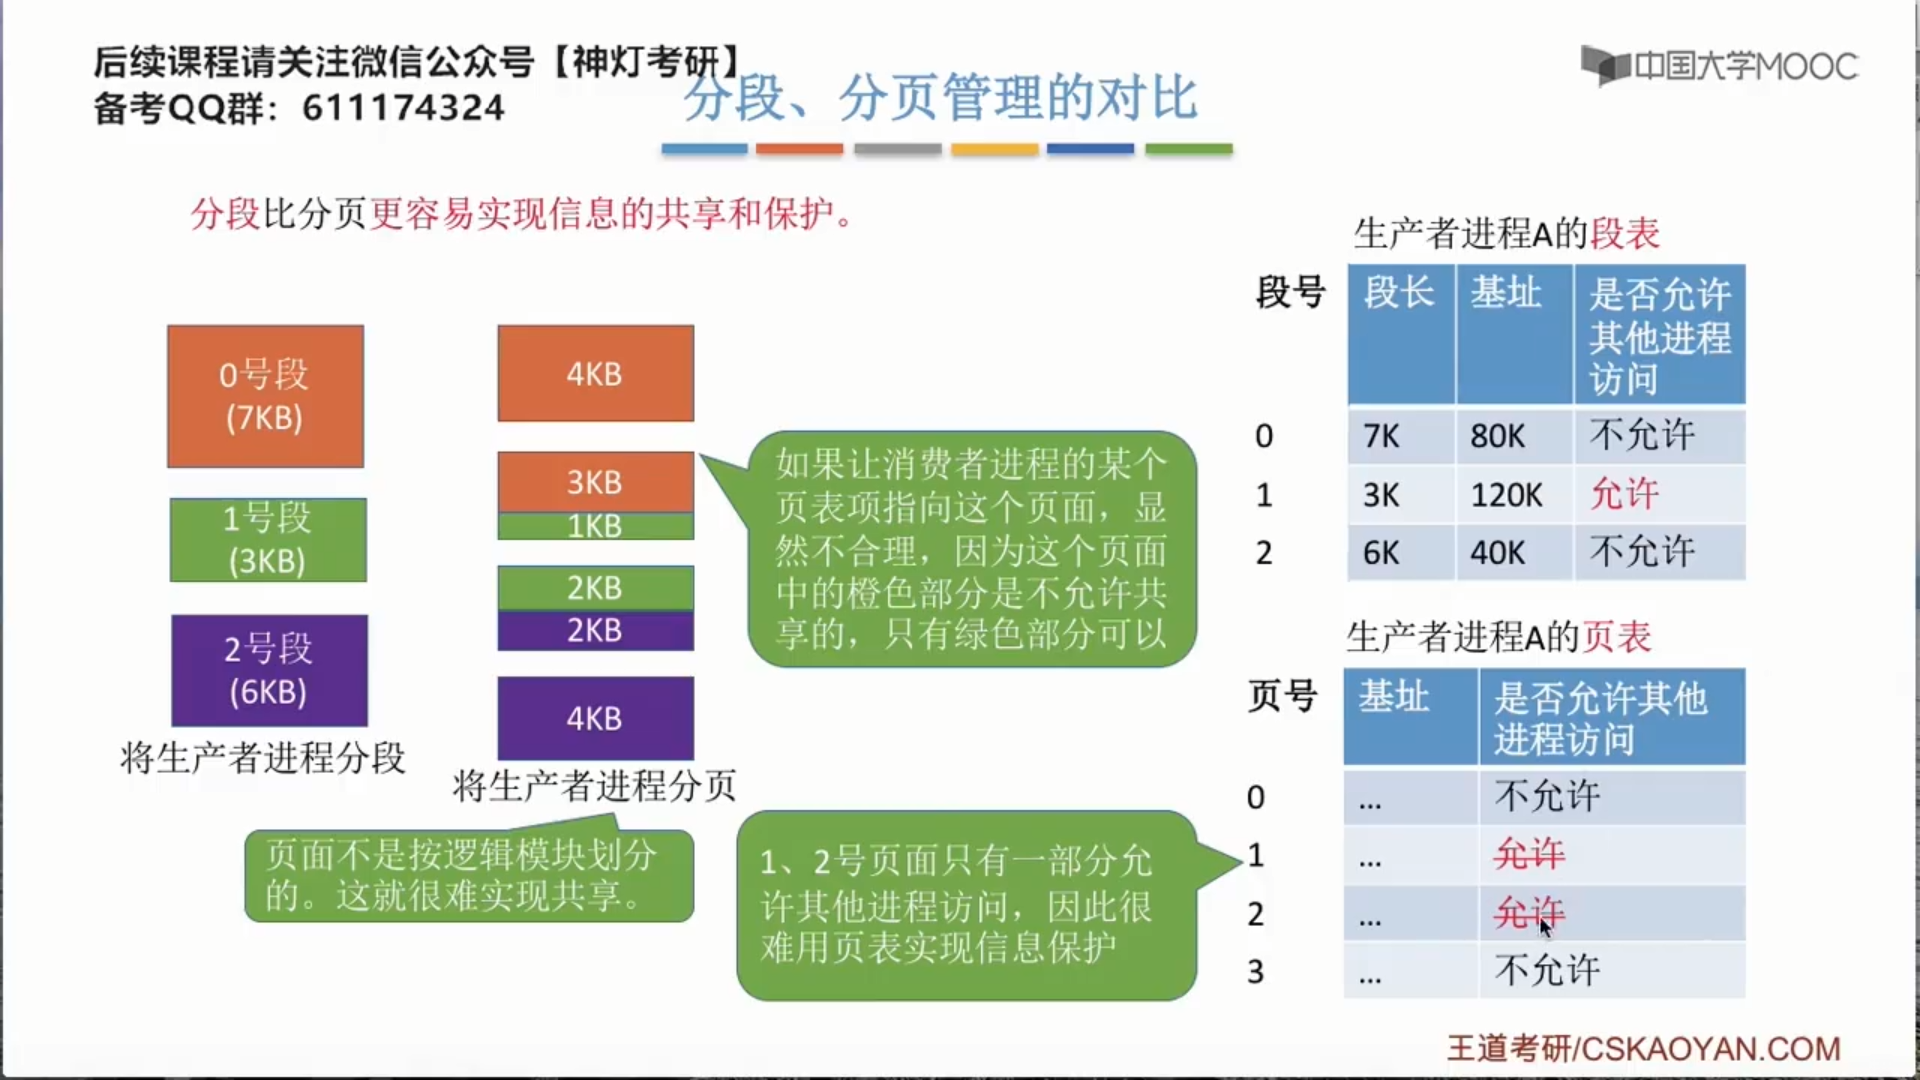 后续课程请关注微信公众号【神灯考研】
备考QQ群：611174324
中国大学MOOC
分段、分页管理的对比
分段比分页更容易实现信息的共享和保护。
0号段
(7KB)
1号段
(3KB)
2号段
(6KB)
将生产者进程分段
4KB
3KB
1KB
2KB
2KB
4KB
将生产者进程分页
页面不是按逻辑模块划分
的。这就很难实现共享。
如果让消费者进程的某个
页表项指向这个页面，显
然不合理，因为这个页面
中的橙色部分是不允许共
享的，只有绿色部分可以
1、2号页面只有一部分允
许其他进程访问，因此很
难用页表实现信息保护
生产者进程A的段表
段号 段长 基址 是否允许
其他进程
访问
0 7K 80K 不允许
1 3K 120K 允许
2 6K 40K 不允许
生产者进程A的页表
页号 基址 是否允许其他
进程访问
0 ... 不允许
1 ... 允许
2 ... 允许
3 ... 不允许
王道考研/CSKAOYAN.COM